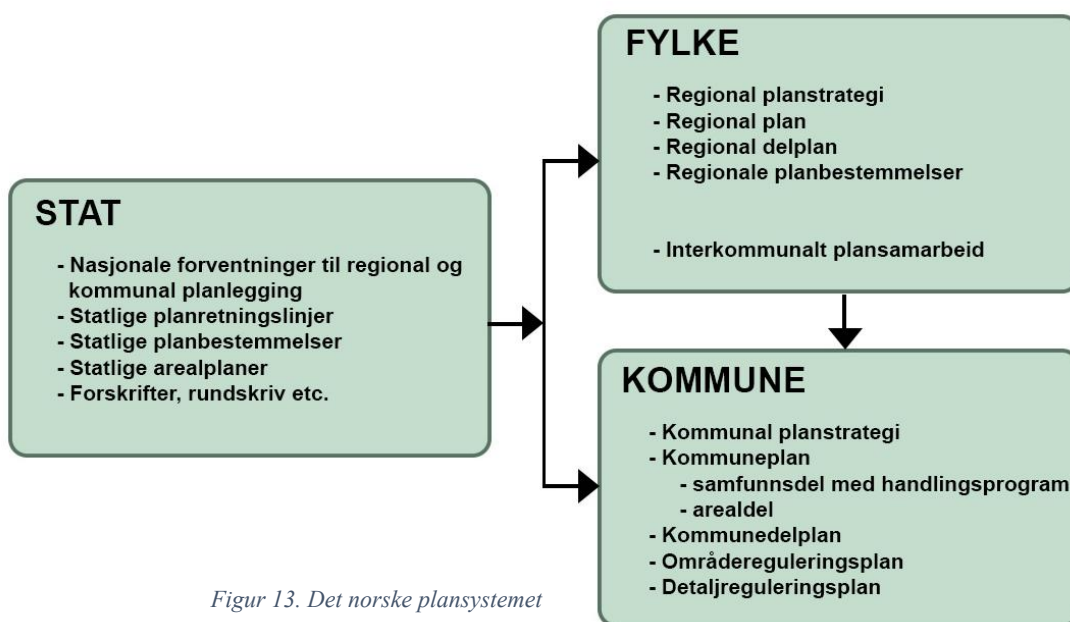 FYLKE
- Regional planstrategi
- Regional plan
- Regional delplan
- Regionale planbestemmelser
- Interkommunalt plansamarbeid
STAT
- Nasjonale forventninger til regional og
kommunal planlegging
- Statlige planretningslinjer
- Statlige planbestemmelser
- Statlige arealplaner
- Forskrifter, rundskriv etc.
KOMMUNE
- Kommunal planstrategi
- Kommuneplan
- samfunnsdel med handlingsprogram
- arealdel
- Kommunedelplan
- Områdereguleringsplan
- Detaljreguleringsplan
Figur 13. Det norske plansystemet